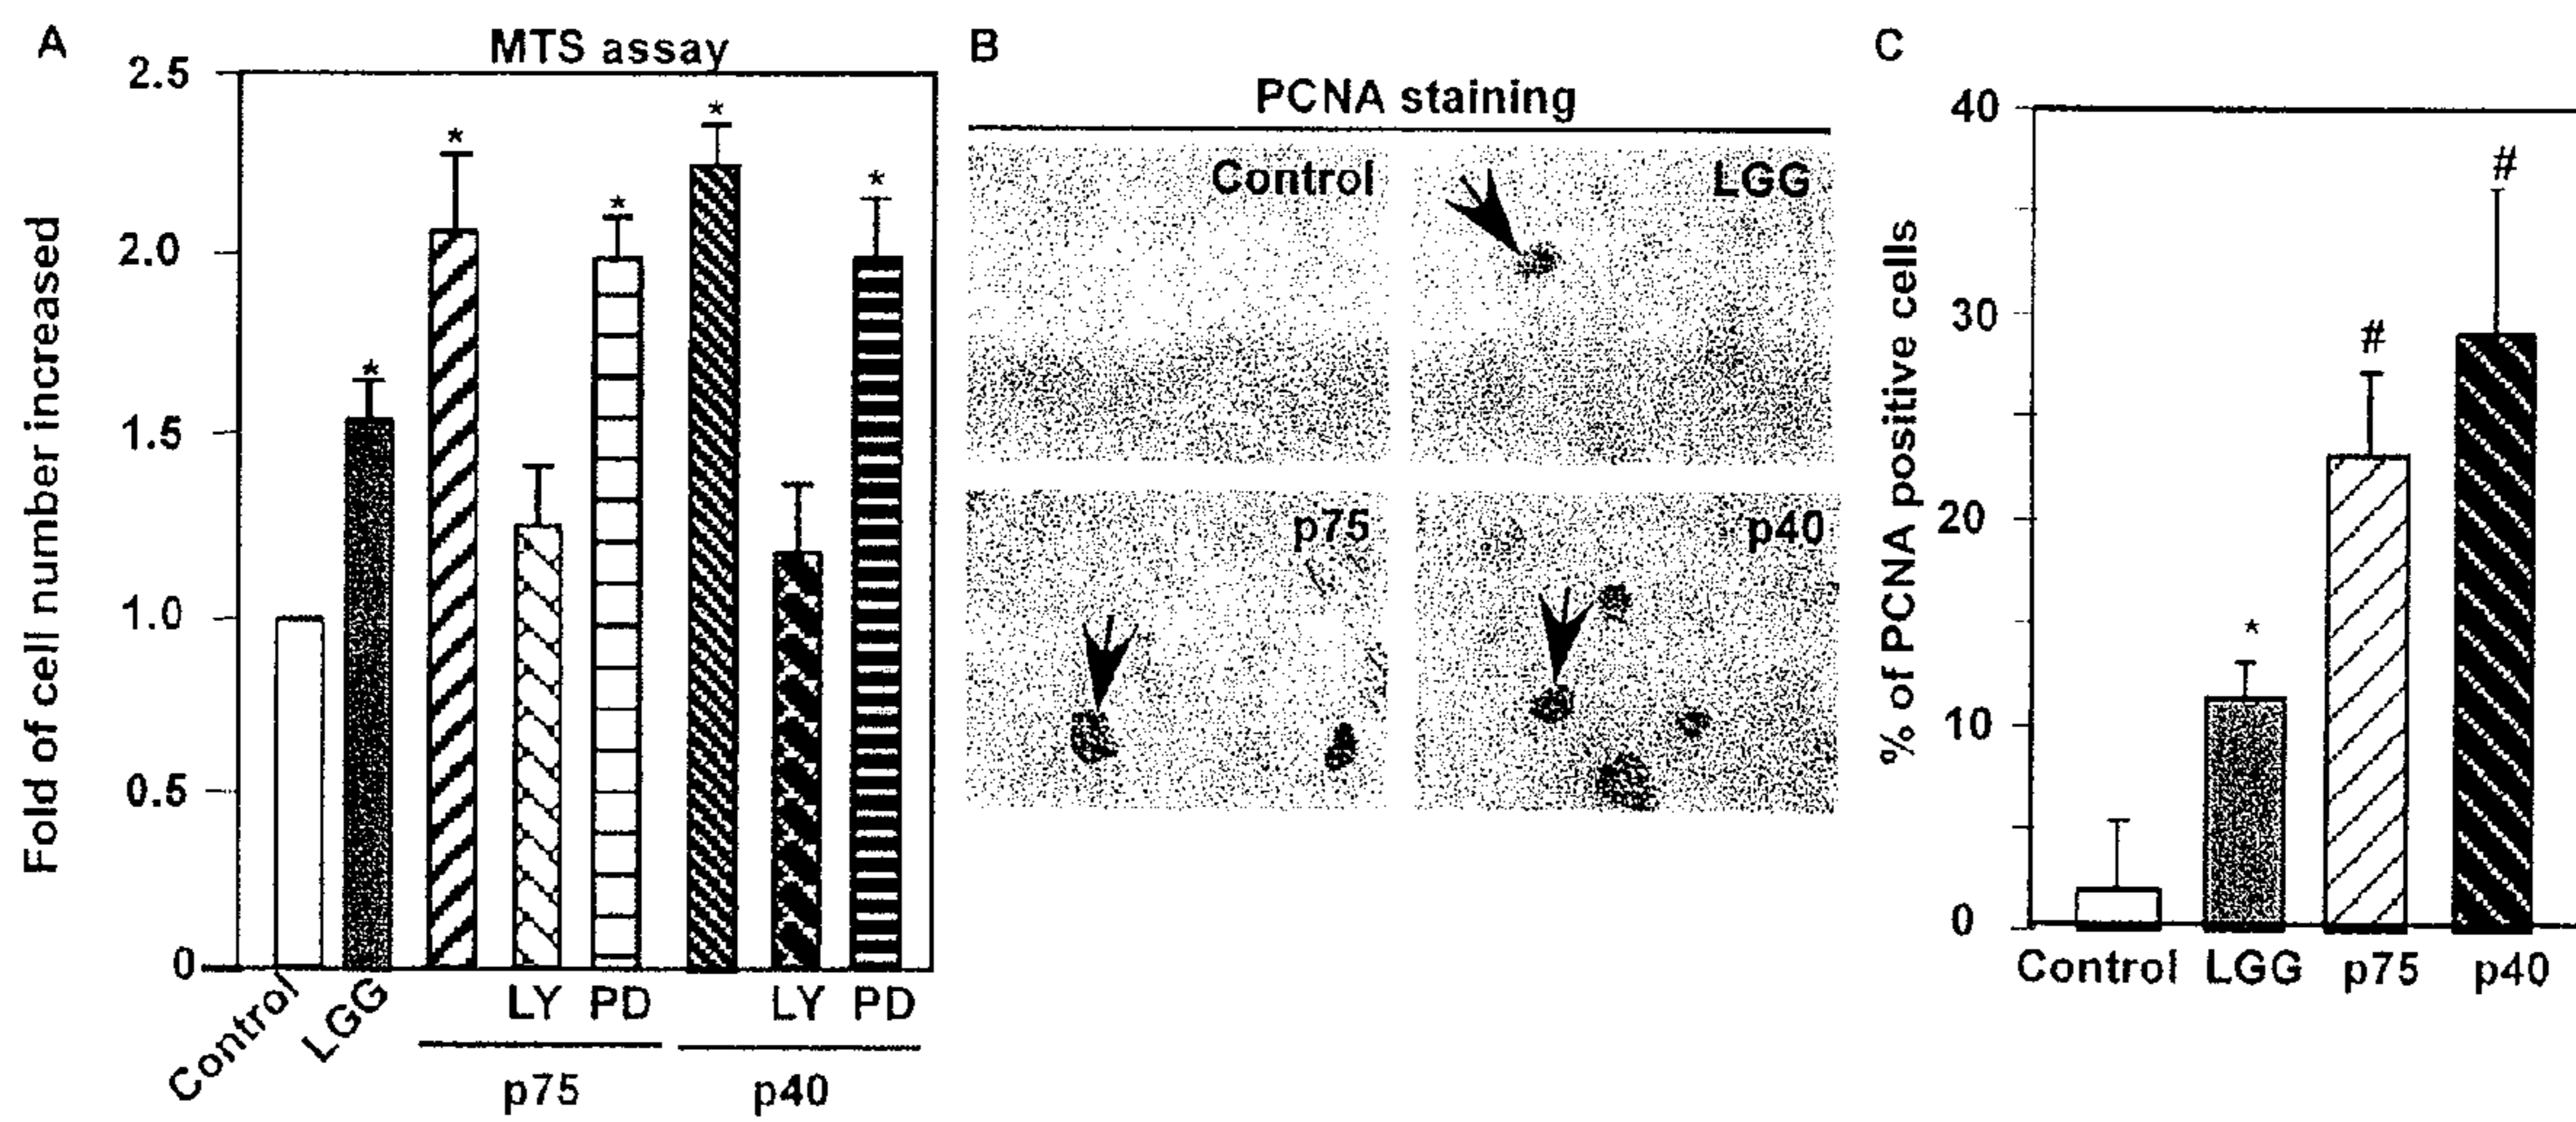 A
MTS assay
Fold of cell number increased
2.5
2.0
1.5
1.0
0.5
0
*
*
*
*
*
Control
LGG
LY PD
LY PD
p75
p40
B
PCNA staining
Control
LGG
p75
p40
C
% of PCNA positive cells
40
30
20
10
0
*
#
#
Control LGG p75 p40